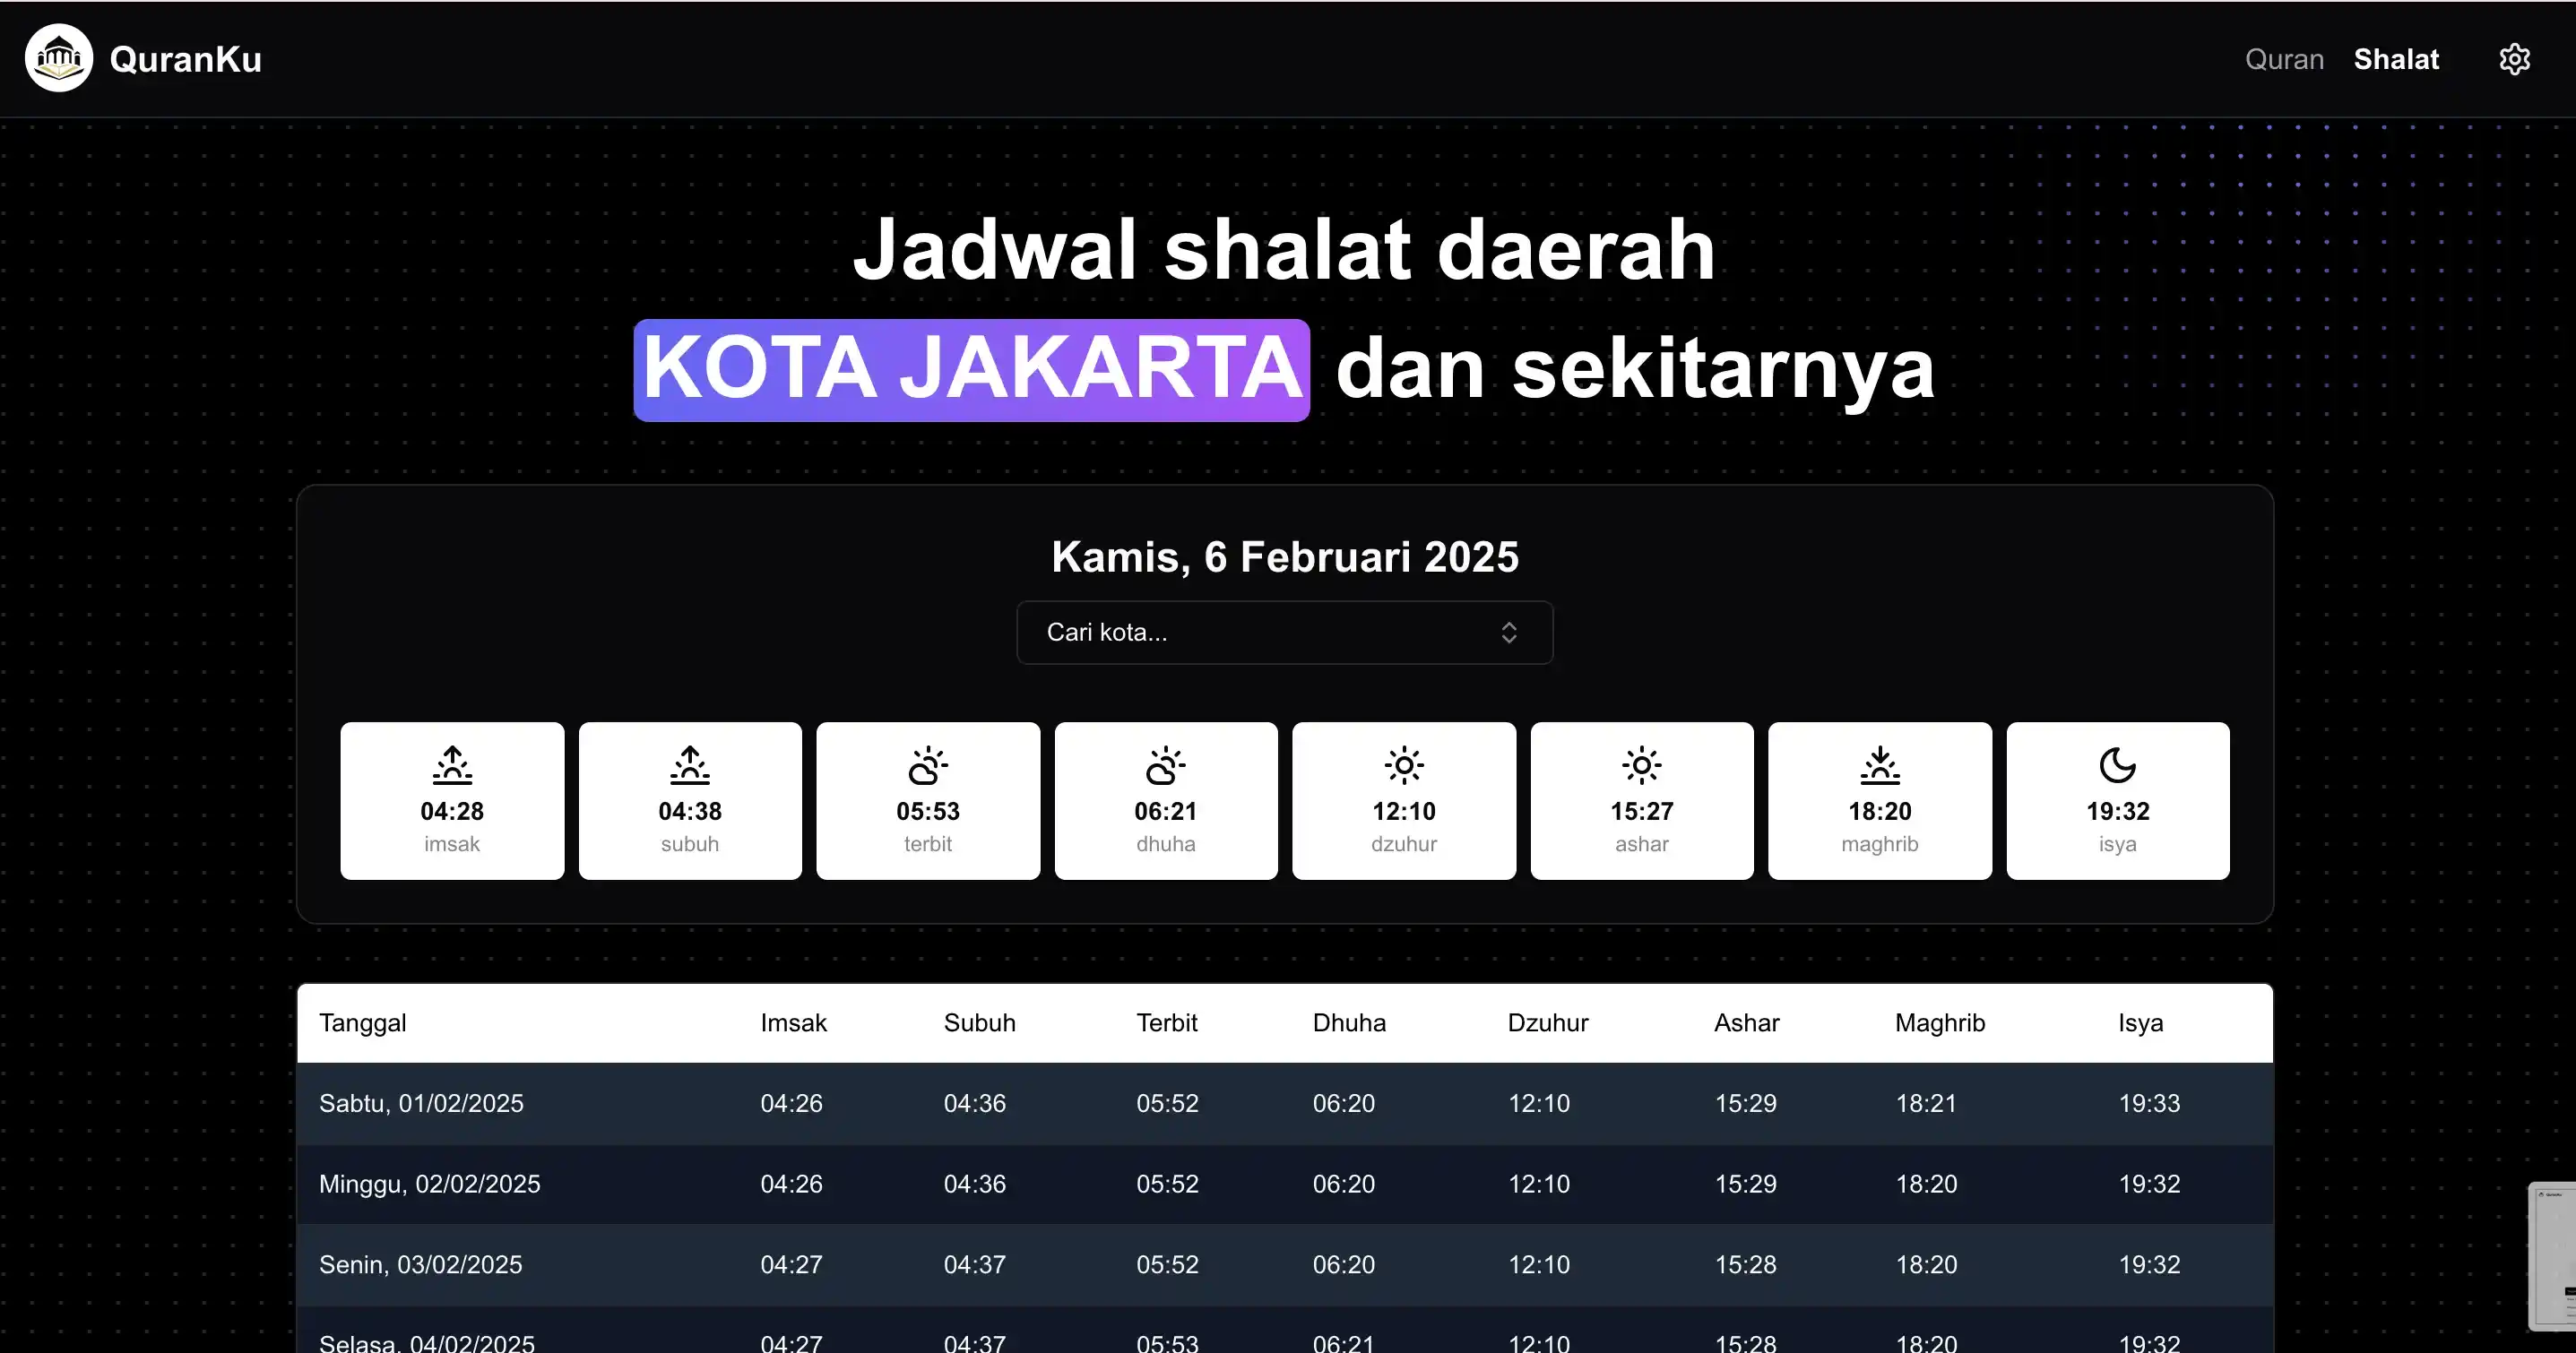 QuranKu
Quran Shalat
Jadwal shalat daerah
KOTA JAKARTA dan sekitarnya
Kamis, 6 Februari 2025
Cari kota...
04:28 04:38 05:53 06:21 12:10 15:27 18:20 19:32
imsak subuh terbit dhuha dzuhur ashar maghrib isya
Tanggal Imsak Subuh Terbit Dhuha Dzuhur Ashar Maghrib Isya
Sabtu, 01/02/2025 04:26 04:36 05:52 06:20 12:10 15:29 18:21 19:33
Minggu, 02/02/2025 04:26 04:36 05:52 06:20 12:10 15:29 18:20 19:32
Senin, 03/02/2025 04:27 04:37 05:52 06:20 12:10 15:28 18:20 19:32
Selasa, 04/02/2025 04:27 04:37 05:53 06:21 12:10 15:28 18:20 19:32